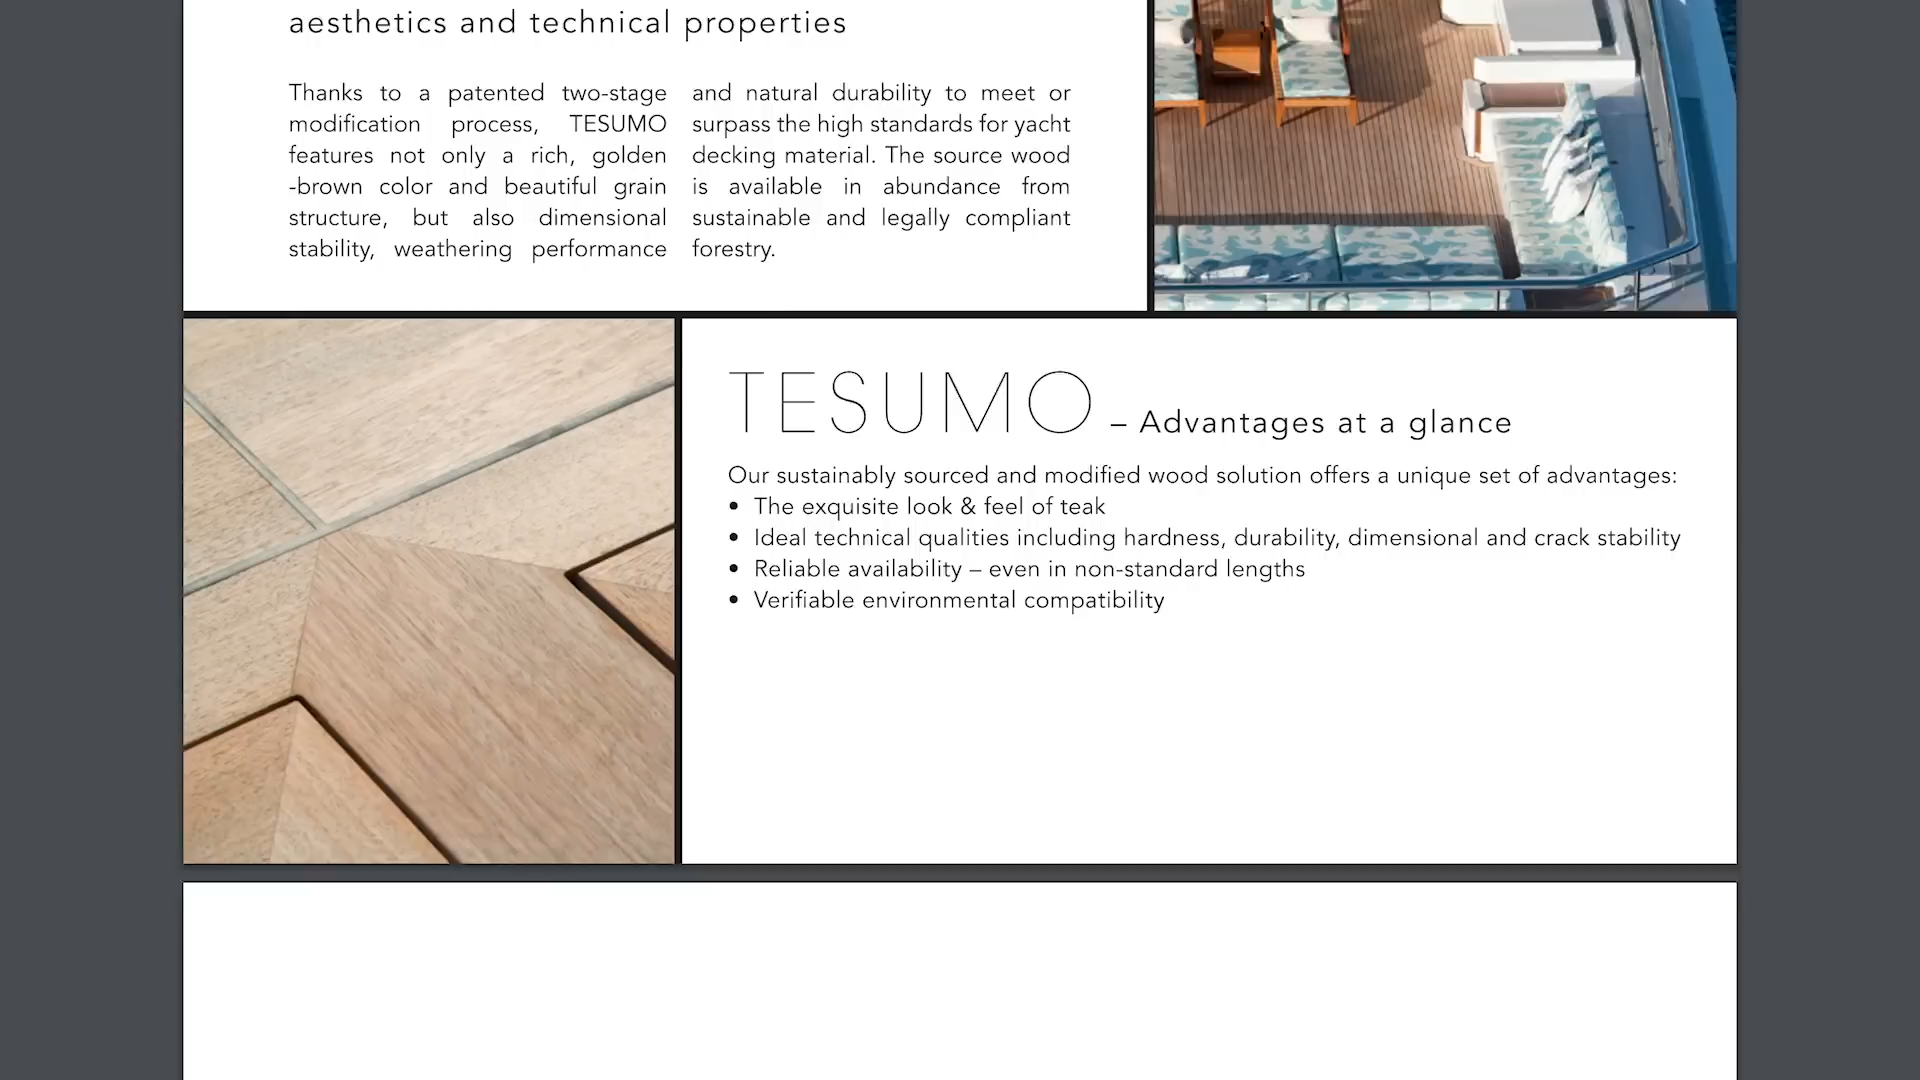 aesthetics and technical properties
Thanks to a patented two-stage
modification process, TESUMO
features not only a rich, golden
-brown color and beautiful grain
structure, but also dimensional
stability, weathering performance
and natural durability to meet or
surpass the high standards for yacht
decking material. The source wood
is available in abundance from
sustainable and legally compliant
forestry.
TESUMO – Advantages at a glance
Our sustainably sourced and modified wood solution offers a unique set of advantages:
• The exquisite look & feel of teak
• Ideal technical qualities including hardness, durability, dimensional and crack stability
• Reliable availability – even in non-standard lengths
• Verifiable environmental compatibility